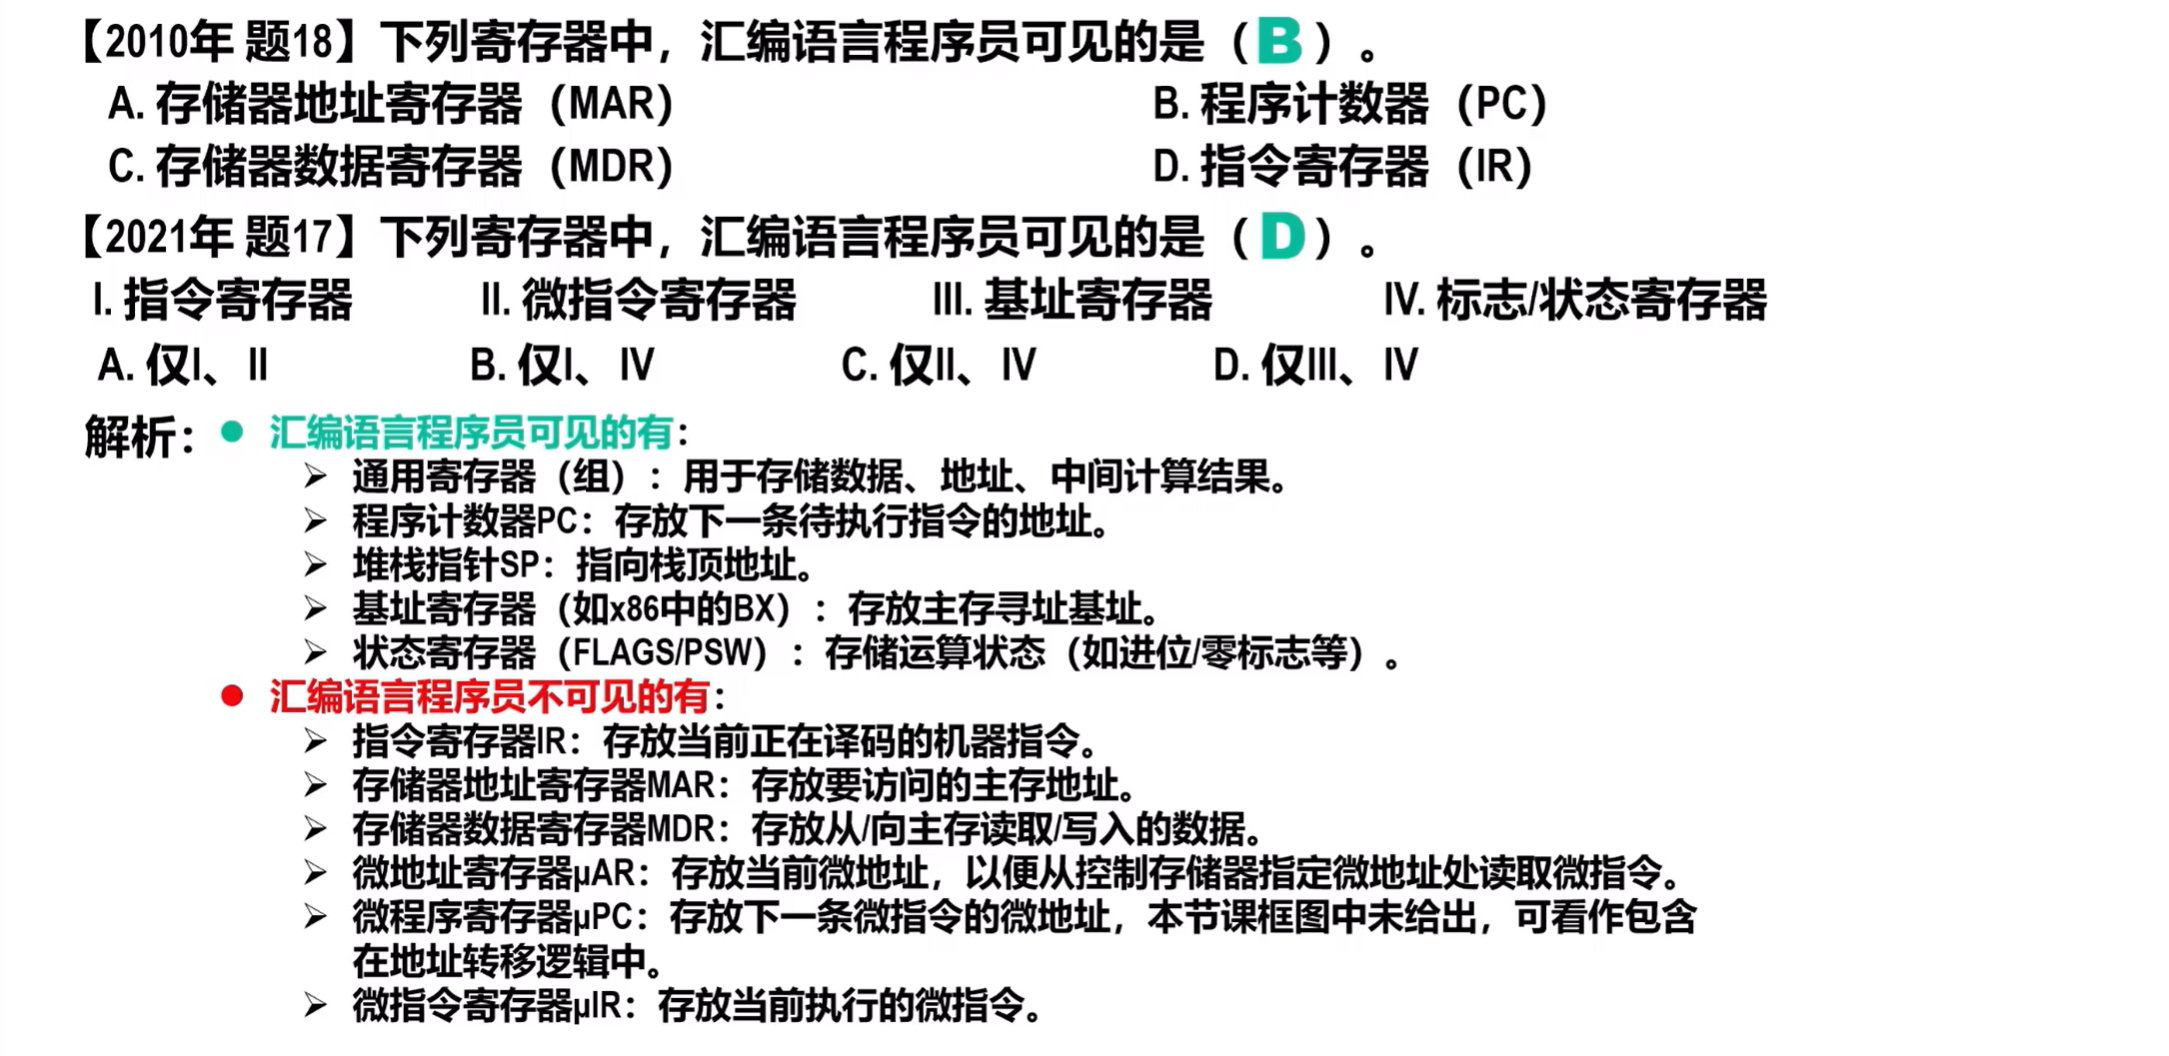 【2010年 题18】下列寄存器中，汇编语言程序员可见的是（B）。
A. 存储器地址寄存器（MAR） B. 程序计数器（PC）
C. 存储器数据寄存器（MDR） D. 指令寄存器（IR）
【2021年 题17】下列寄存器中，汇编语言程序员可见的是（D）。
I. 指令寄存器 II. 微指令寄存器 III. 基址寄存器 IV. 标志/状态寄存器
A. 仅I、II B. 仅I、IV C. 仅II、IV D. 仅III、IV
解析：● 汇编语言程序员可见的有：
➢ 通用寄存器（组）：用于存储数据、地址、中间计算结果。
➢ 程序计数器PC：存放下一条待执行指令的地址。
➢ 堆栈指针SP：指向栈顶地址。
➢ 基址寄存器（如x86中的BX）：存放主存寻址基址。
➢ 状态寄存器（FLAGS/PSW）：存储运算状态（如进位/零标志等）。
● 汇编语言程序员不可见的有：
➢ 指令寄存器IR：存放当前正在译码的机器指令。
➢ 存储器地址寄存器MAR：存放要访问的主存地址。
➢ 存储器数据寄存器MDR：存放从/向主存读取/写入的数据。
➢ 微地址寄存器μAR：存放当前微地址，以便从控制存储器指定微地址处读取微指令。
➢ 微程序寄存器μPC：存放下一条微指令的微地址，本节课框图中未给出，可看作包含
在地址转移逻辑中。
➢ 微指令寄存器μIR：存放当前执行的微指令。